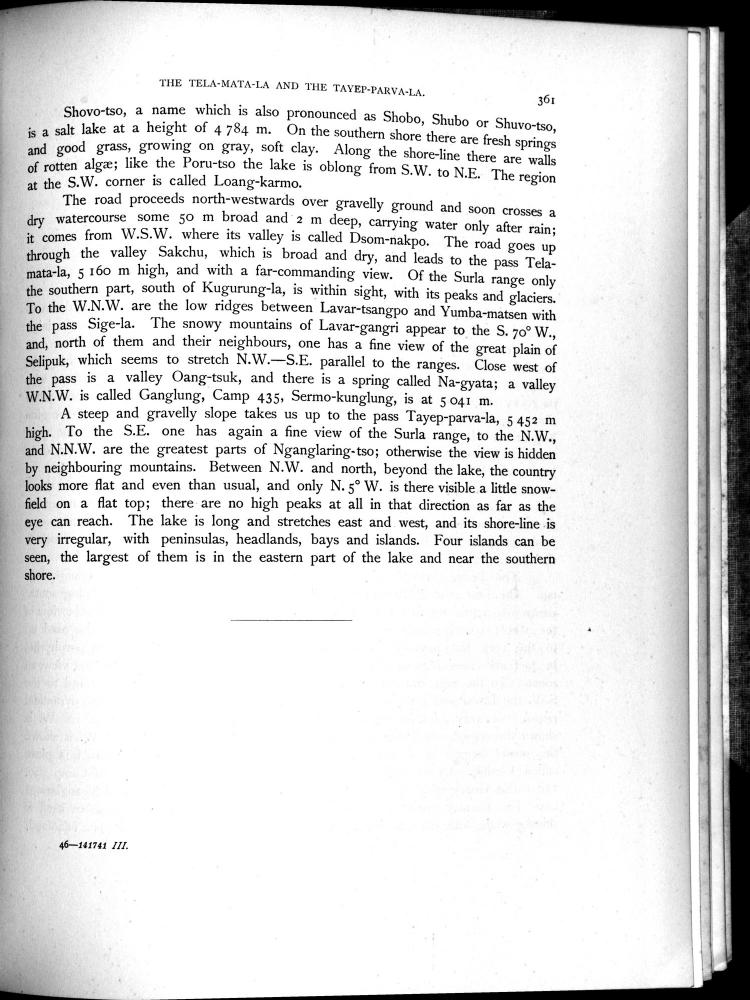 THE TELA-MATA-LA AND THE TAYEP-PARVA-LA.
361
Shovo-tso, a name which is also pronounced as Shobo, Shubo or Shuvo-tso,
is a salt lake at a height of 4 784 m. On the southern shore there are fresh springs
and good grass, growing on gray, soft clay. Along the shore-line there are walls
of rotten algæ; like the Poru-tso the lake is oblong from S.W. to N.E. The region
at the S.W. corner is called Loang-karmo.
The road proceeds north-westwards over gravelly ground and soon crosses a
dry watercourse some 50 m broad and 2 m deep, carrying water only after rain;
it comes from W.S.W. where its valley is called Dsom-nakpo. The road goes up
through the valley Sakchu, which is broad and dry, and leads to the pass Tela-
mata-la, 5 160 m high, and with a far-commanding view. Of the Surla range only
the southern part, south of Kugurung-la, is within sight, with its peaks and glaciers.
To the W.N.W. are the low ridges between Lavar-tsangpo and Yumba-matsen with
the pass Sige-la. The snowy mountains of Lavar-gangri appear to the S. 70° W.,
and, north of them and their neighbours, one has a fine view of the great plain of
Selipuk, which seems to stretch N.W.—S.E. parallel to the ranges. Close west of
the pass is a valley Oang-tsuk, and there is a spring called Na-gyata; a valley
W.N.W. is called Ganglung, Camp 435, Sermo-kunglung, is at 5 041 m.
A steep and gravelly slope takes us up to the pass Tayep-parva-la, 5 452 m
high. To the S.E. one has again a fine view of the Surla range, to the N.W.,
and N.N.W. are the greatest parts of Nganglaring-tso; otherwise the view is hidden
by neighbouring mountains. Between N.W. and north, beyond the lake, the country
looks more flat and even than usual, and only N. 5° W. is there visible a little snow-
field on a flat top; there are no high peaks at all in that direction as far as the
eye can reach. The lake is long and stretches east and west, and its shore-line is
very irregular, with peninsulas, headlands, bays and islands. Four islands can be
seen, the largest of them is in the eastern part of the lake and near the southern
shore.
46—141741 III.